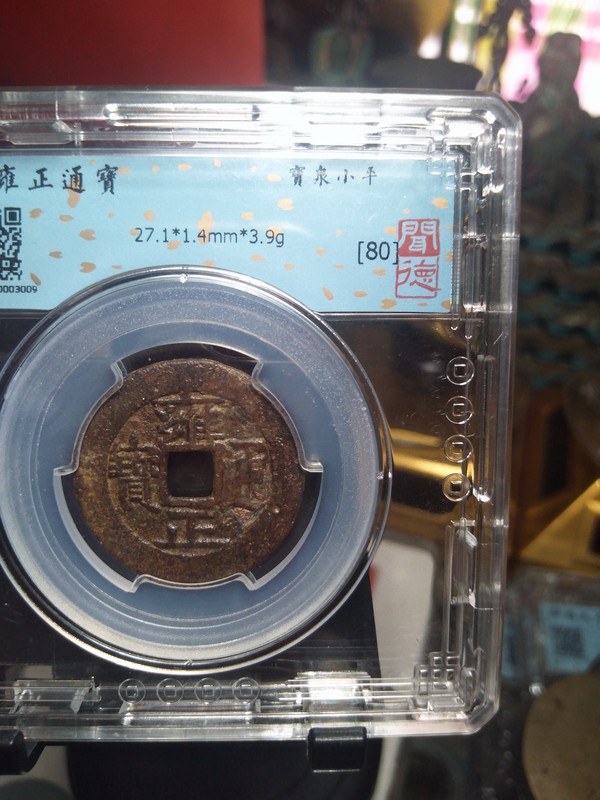 雍正通寶
寶泉小平
27.1*1.4mm*3.9g
[80]
聞德
0003009
雍正通寶